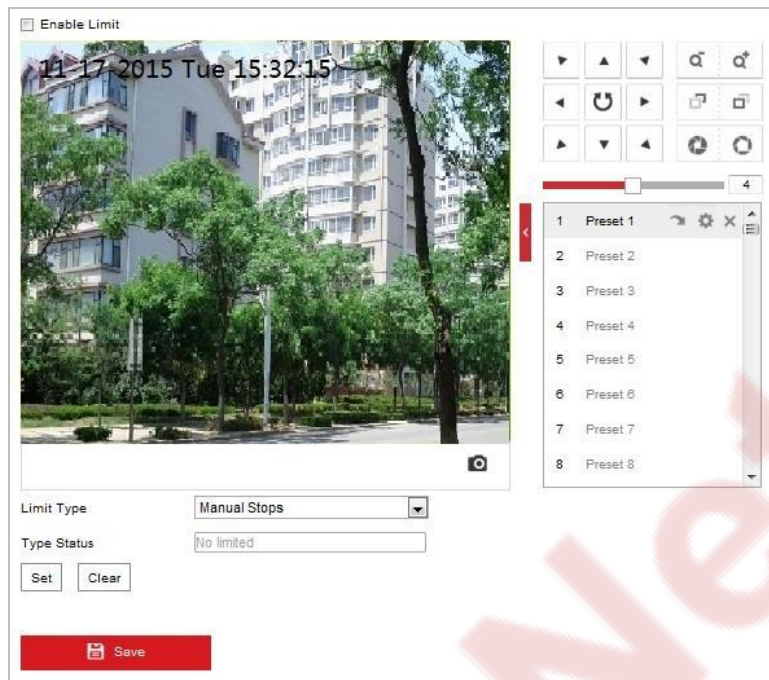 Enable Limit
11-17-2015 Tue 15:32:15
4
1 Preset 1
2 Preset 2
3 Preset 3
4 Preset 4
5 Preset 5
6 Preset 6
7 Preset 7
8 Preset 8
Limit Type Manual Stops
Type Status No limited
Set Clear
Save